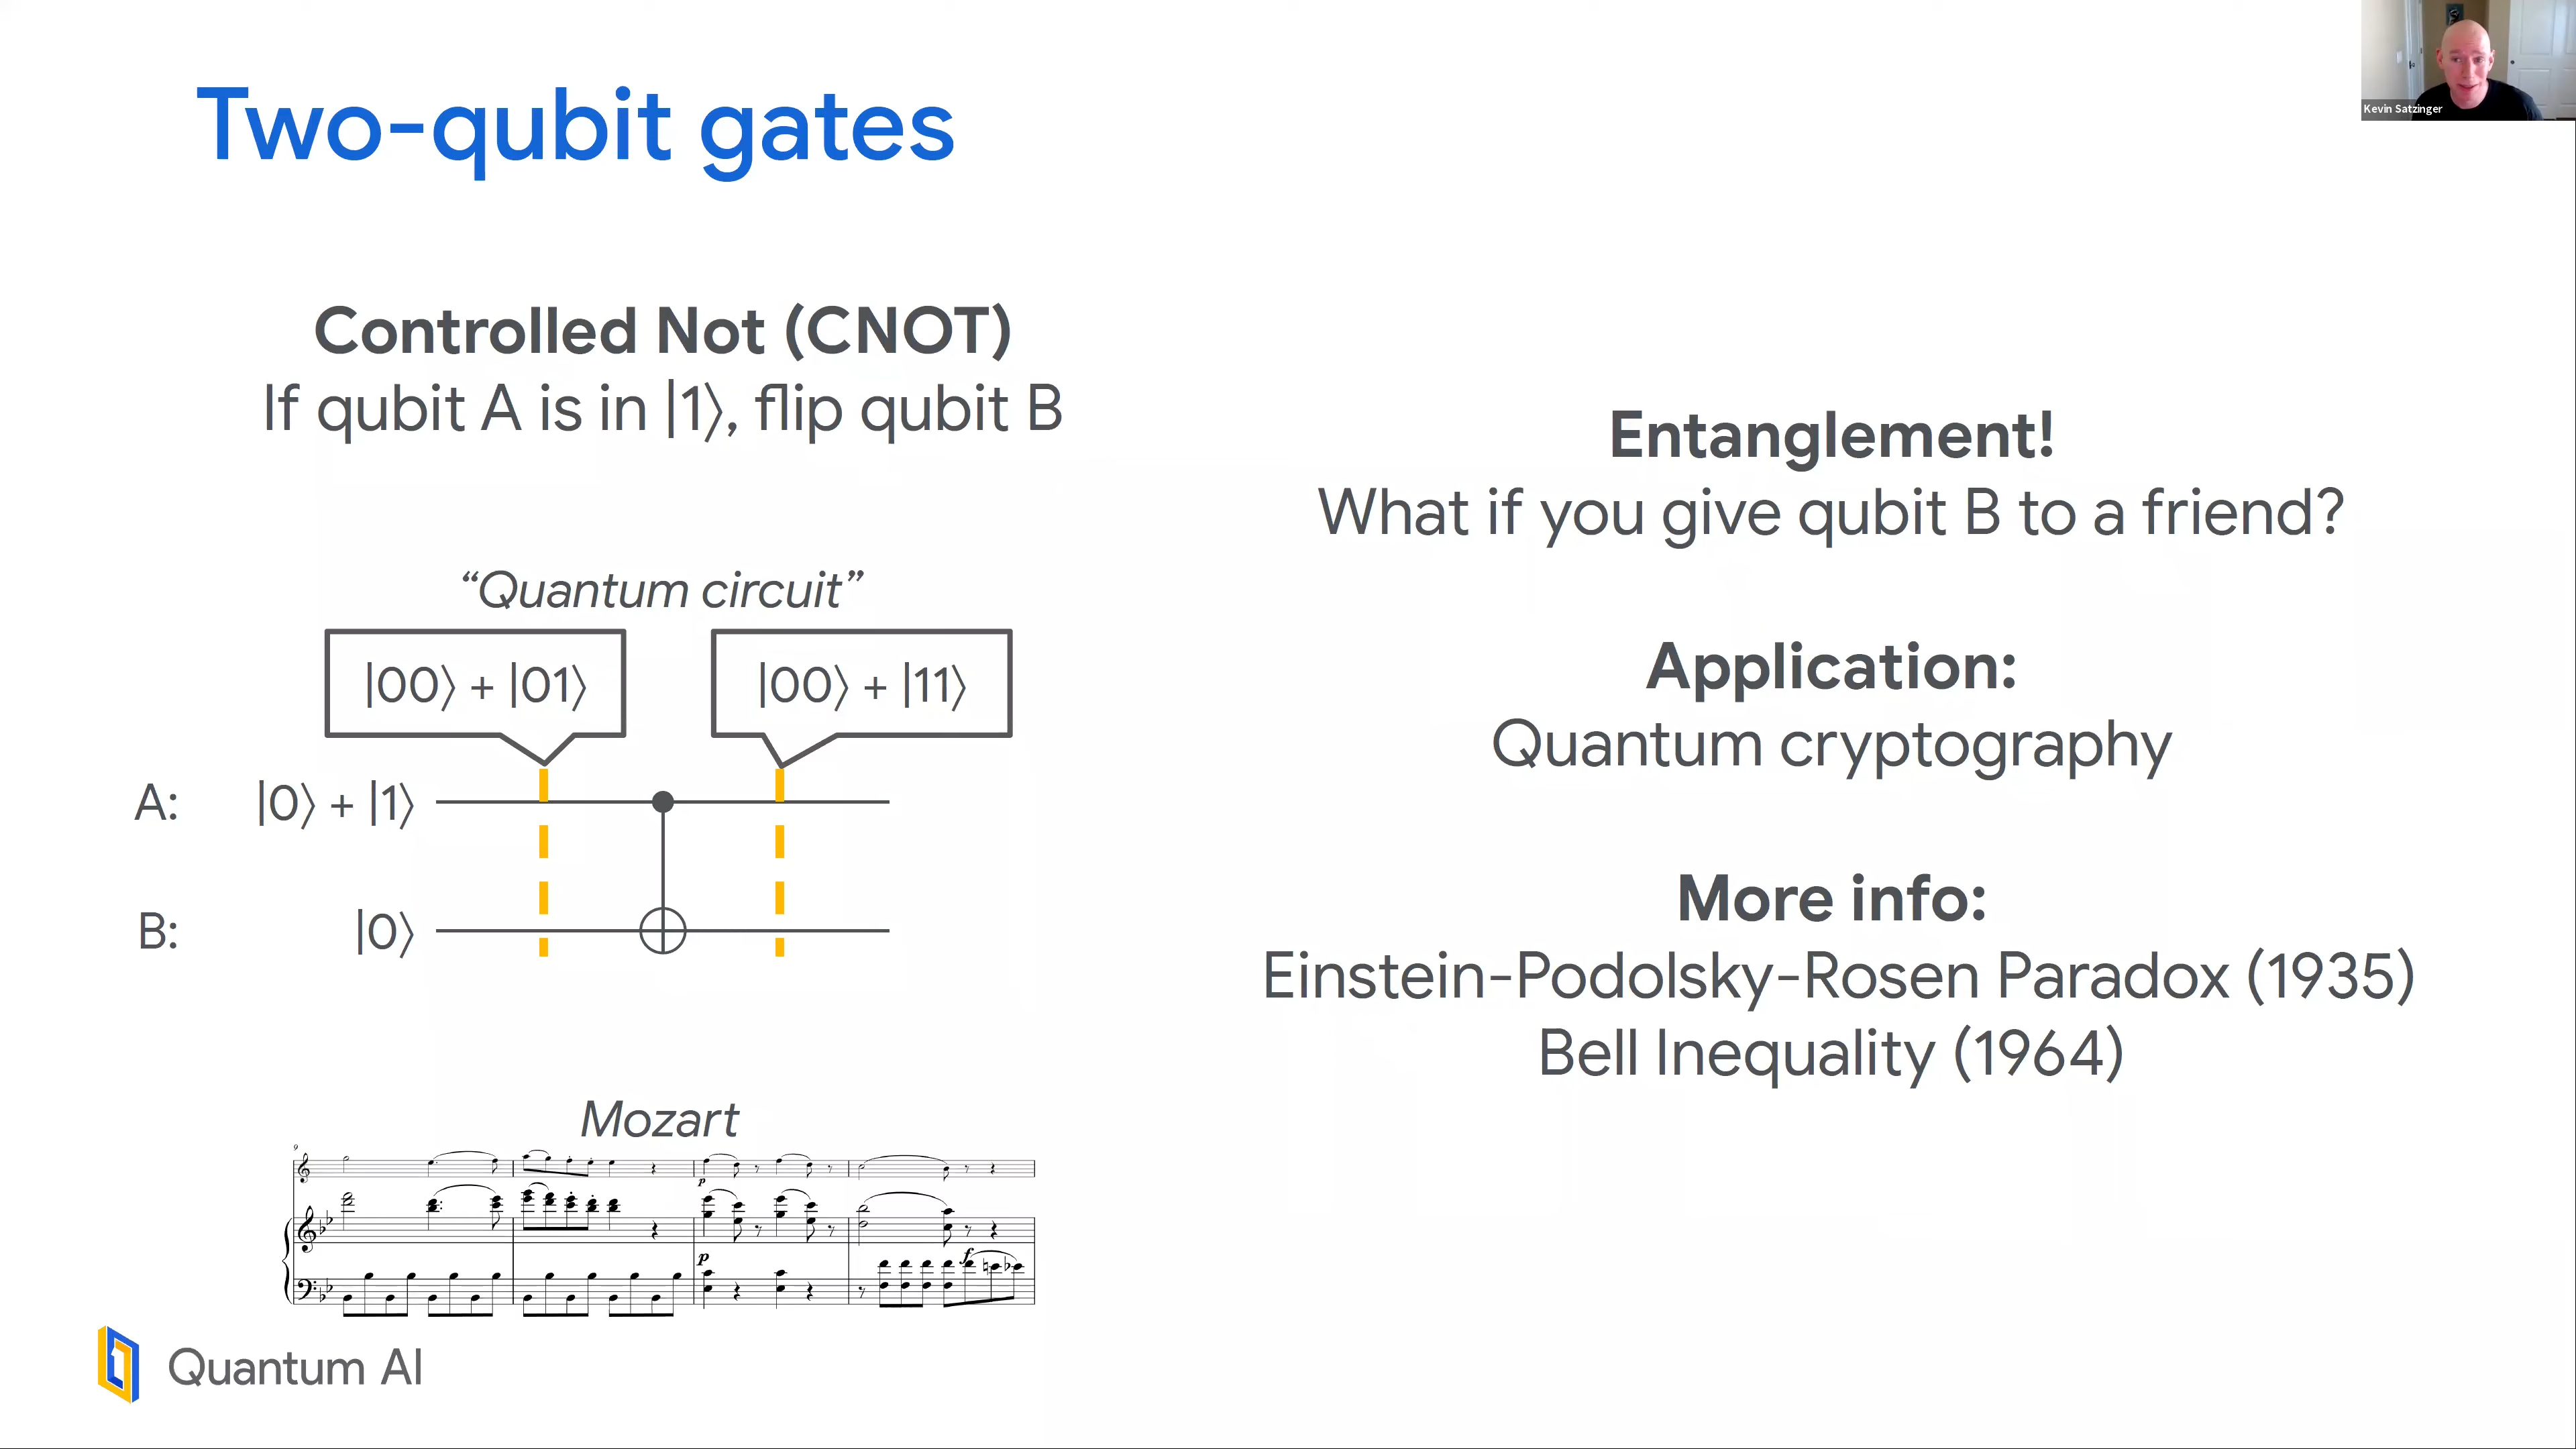 Two-qubit gates
Kevin Satzinger
Controlled Not (CNOT)
If qubit A is in |1⟩, flip qubit B
“Quantum circuit”
|00⟩ + |01⟩
|00⟩ + |11⟩
A: |0⟩ + |1⟩
B: |0⟩
Mozart
9
p
p
f
Quantum AI
Entanglement!
What if you give qubit B to a friend?
Application:
Quantum cryptography
More info:
Einstein-Podolsky-Rosen Paradox (1935)
Bell Inequality (1964)